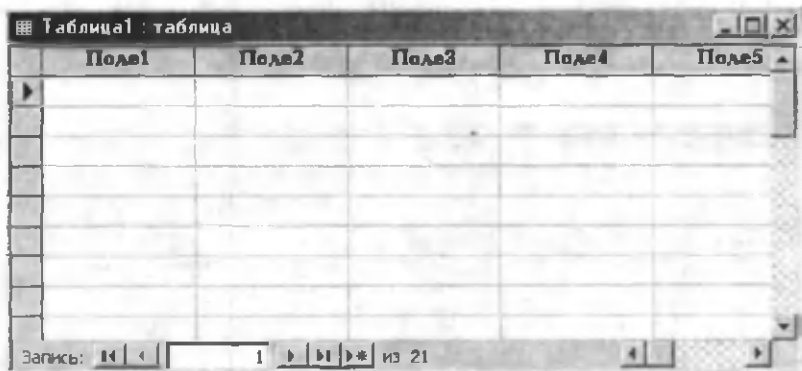 Таблица1 : таблица
Поле1 Поле2 Поле3 Поле4 Поле5
Запись: 1 из 21